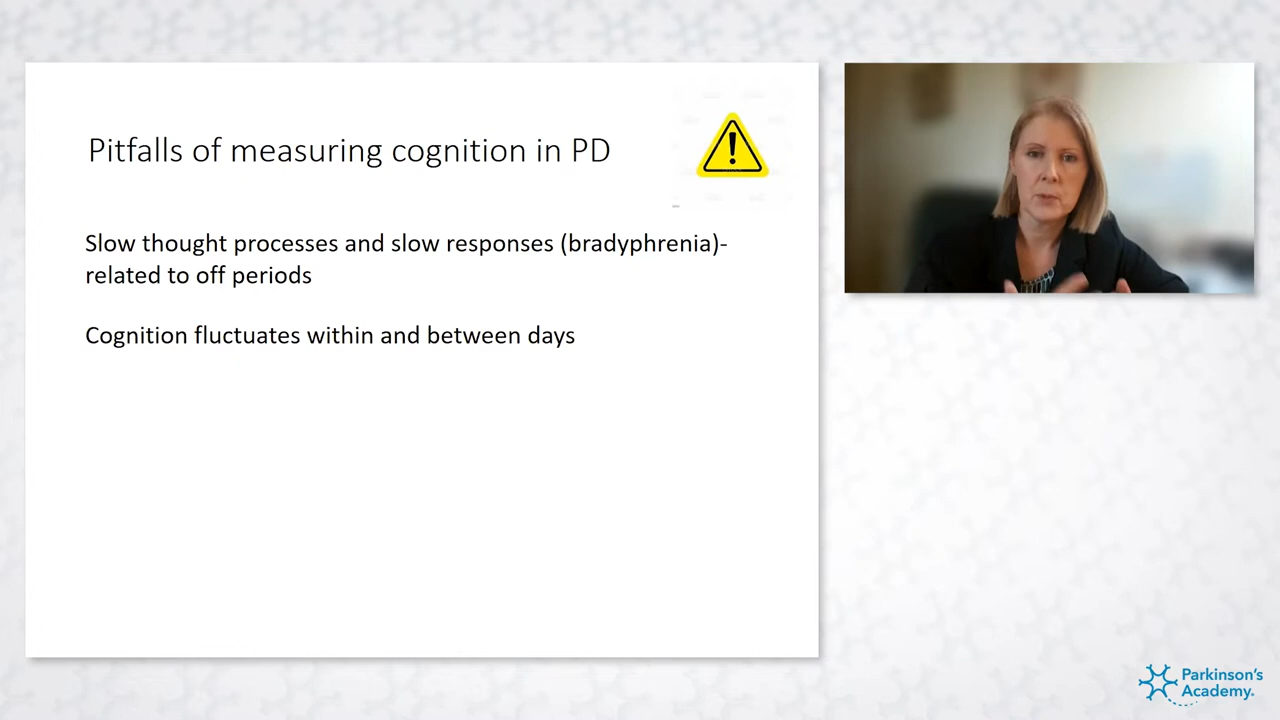 Pitfalls of measuring cognition in PD
Slow thought processes and slow responses (bradyphrenia)-
related to off periods
Cognition fluctuates within and between days
Parkinson's
Academy.